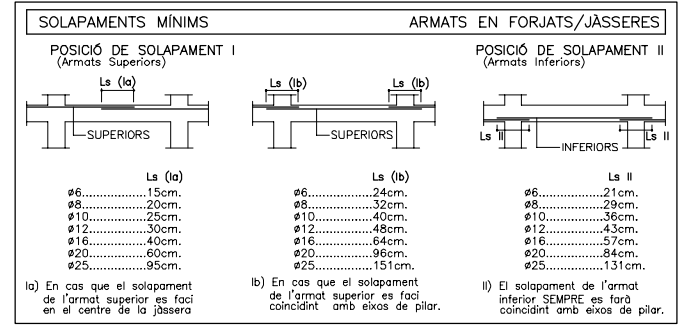 SOLAPAMENTS MÍNIMS
ARMATS EN FORJATS/JÀSSERES
POSICIÓ DE SOLAPAMENT I
(Armats Superiors)
Ls (Ia)
SUPERIORS
Ls (Ia)
ø6.................15cm.
ø8.................20cm.
ø10................25cm.
ø12................30cm.
ø16................40cm.
ø20................60cm.
ø25................95cm.
Ia) En cas que el solapament
de l'armat superior es faci
en el centre de la jàssera
Ls (Ib)
Ls (Ib)
SUPERIORS
Ls (Ib)
ø6.................24cm.
ø8.................32cm.
ø10................40cm.
ø12................48cm.
ø16................64cm.
ø20................96cm.
ø25...............151cm.
Ib) En cas que el solapament
de l'armat superior es faci
coincidint amb eixos de pilar.
POSICIÓ DE SOLAPAMENT II
(Armats Inferiors)
Ls II
Ls II
INFERIORS
Ls II
ø6.................21cm.
ø8.................29cm.
ø10................36cm.
ø12................43cm.
ø16................57cm.
ø20................84cm.
ø25...............131cm.
II) El solapament de l'armat
inferior SEMPRE es farà
coincidint amb eixos de pilar.